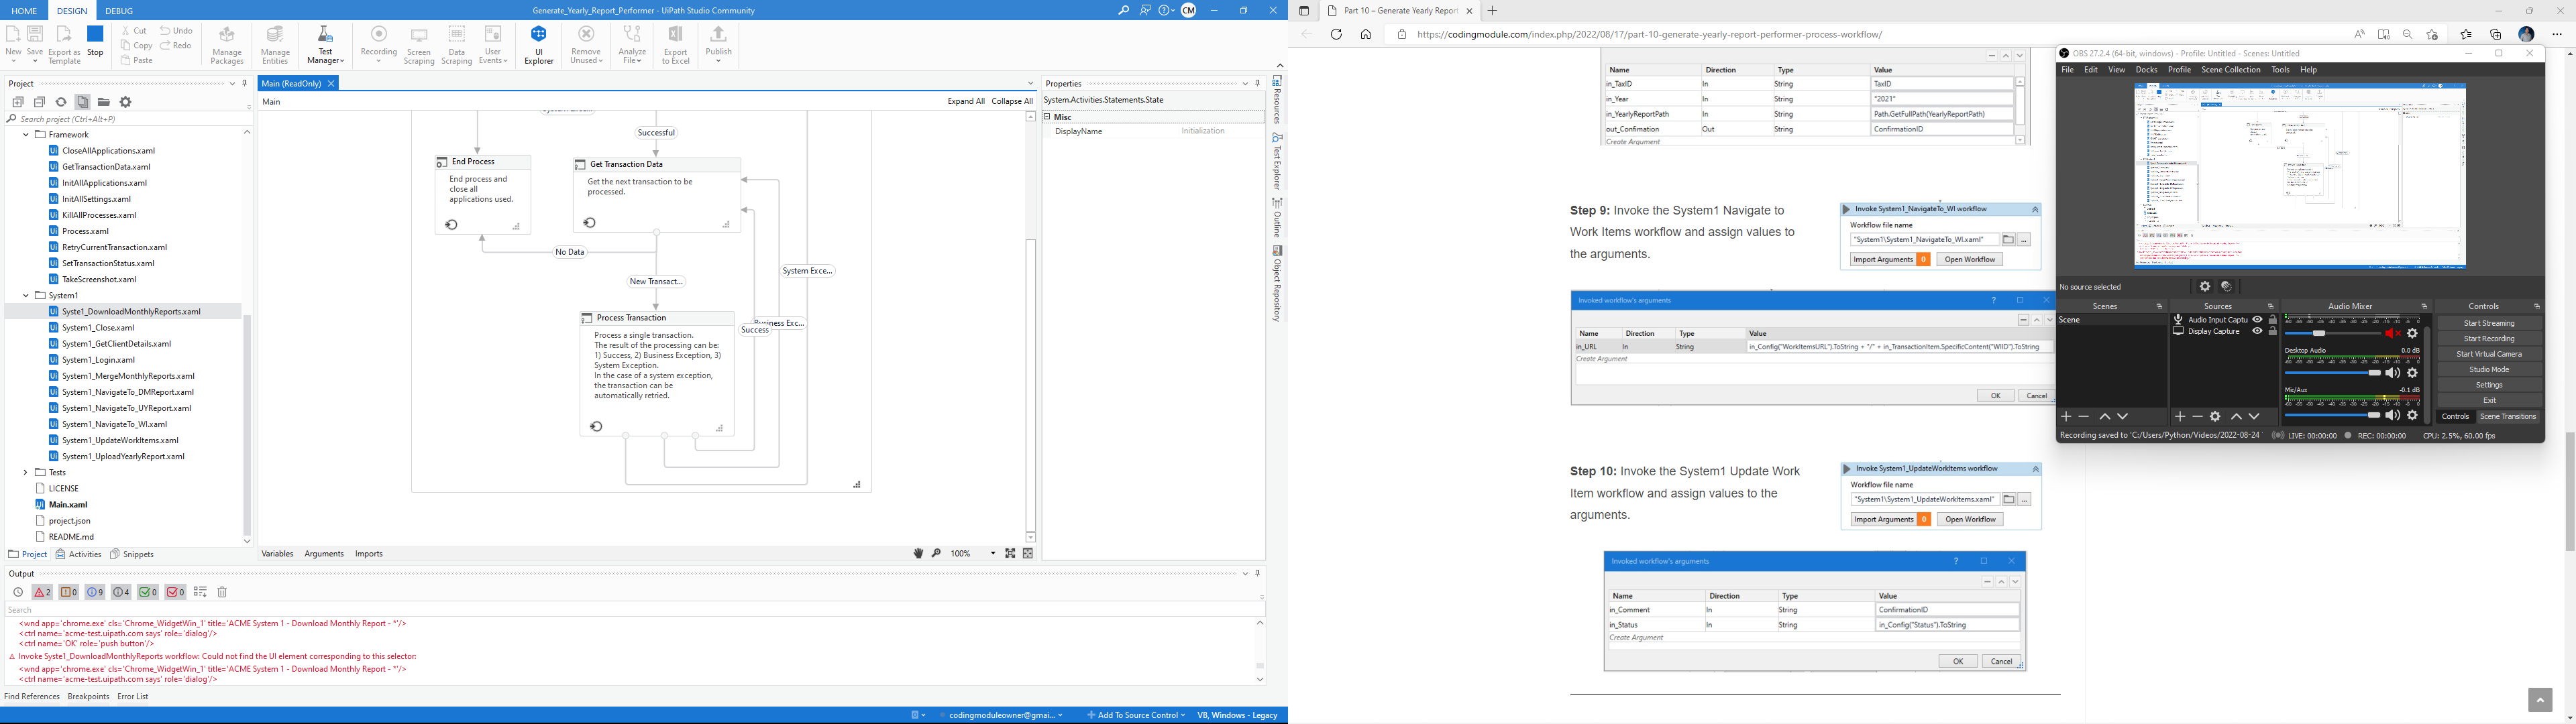 HOME DESIGN DEBUG
Generate_Yearly_Report_Performer - UiPath Studio Community
CM
New Save Export as Template Stop
Cut Copy Paste Undo Redo
Manage Packages
Manage Entities
Test Manager
Recording
Screen Scraping
Data Scraping
User Events
UI Explorer
Remove Unused
Analyze File
Export to Excel
Publish
Project
Search project (Ctrl+Alt+P)
Framework
CloseAllApplications.xaml
GetTransactionData.xaml
InitAllApplications.xaml
InitAllSettings.xaml
KillAllProcesses.xaml
Process.xaml
RetryCurrentTransaction.xaml
SetTransactionStatus.xaml
TakeScreenshot.xaml
System1
Syste1_DownloadMonthlyReports.xaml
System1_Close.xaml
System1_GetClientDetails.xaml
System1_Login.xaml
System1_MergeMonthlyReports.xaml
System1_NavigateTo_DMReport.xaml
System1_NavigateTo_UYReport.xaml
System1_NavigateTo_WI.xaml
System1_UpdateWorkItems.xaml
System1_UploadYearlyReport.xaml
Tests
LICENSE
Main.xaml
project.json
README.md
Project Activities Snippets
Main (ReadOnly)
Main
Expand All Collapse All
Successful
End Process
End process and
close all
applications used.
Get Transaction Data
Get the next transaction to be
processed.
No Data
New Transact...
System Exce...
Business Exc...
Success
Process Transaction
Process a single transaction.
The result of the processing can be:
1) Success, 2) Business Exception, 3)
System Exception.
In the case of a system exception,
the transaction can be
automatically retried.
Variables Arguments Imports
100%
Properties
System.Activities.Statements.State
Misc
DisplayName Initialization
Resources
Test Explorer
Outline
Object Repository
Output
2 0 9 4 0 0
Search
<wnd app='chrome.exe' cls='Chrome_WidgetWin_1' title='ACME System 1 - Download Monthly Report - *'/>
<ctrl name='acme-test.uipath.com says' role='dialog'/>
<ctrl name='OK' role='push button'/>
Invoke Syste1_DownloadMonthlyReports workflow: Could not find the UI element corresponding to this selector:
<wnd app='chrome.exe' cls='Chrome_WidgetWin_1' title='ACME System 1 - Download Monthly Report - *'/>
<ctrl name='acme-test.uipath.com says' role='dialog'/>
Find References Breakpoints Error List
codingmoduleowner@gmai...
Add To Source Control
VB, Windows - Legacy
Part 10 – Generate Yearly Report
https://codingmodule.com/index.php/2022/08/17/part-10-generate-yearly-report-performer-process-workflow/
Name Direction Type Value
in_TaxID In String TaxID
in_Year In String "2021"
in_YearlyReportPath In String Path.GetFullPath(YearlyReportPath)
out_Confimation Out String ConfirmationID
Create Argument
Step 9: Invoke the System1 Navigate to
Work Items workflow and assign values to
the arguments.
Invoke System1_NavigateTo_WI workflow
Workflow file name
"System1\System1_NavigateTo_WI.xaml" ...
Import Arguments 0 Open Workflow
Invoked workflow's arguments
Name Direction Type Value
in_URL In String in_Config("WorkItemsURL").ToString + "/" + in_TransactionItem.SpecificContent("WIID").ToString
Create Argument
OK Cancel
Step 10: Invoke the System1 Update Work
Item workflow and assign values to the
arguments.
Invoke System1_UpdateWorkItems workflow
Workflow file name
"System1\System1_UpdateWorkItems.xaml" ...
Import Arguments 0 Open Workflow
Invoked workflow's arguments
Name Direction Type Value
in_Comment In String ConfirmationID
in_Status In String in_Config("Status").ToString
Create Argument
OK Cancel
OBS 27.2.4 (64-bit, windows) - Profile: Untitled - Scenes: Untitled
File Edit View Docks Profile Scene Collection Tools Help
No source selected
Scenes Sources Audio Mixer Controls
Scene
Audio Input Captu
Display Capture
Desktop Audio 0.0 dB
Mic/Aux -0.1 dB
Start Streaming
Start Recording
Start Virtual Camera
Studio Mode
Settings
Exit
Controls Scene Transitions
Recording saved to 'C:/Users/Python/Videos/2022-08-24
LIVE: 00:00:00 REC: 00:00:00 CPU: 2.5%, 60.00 fps